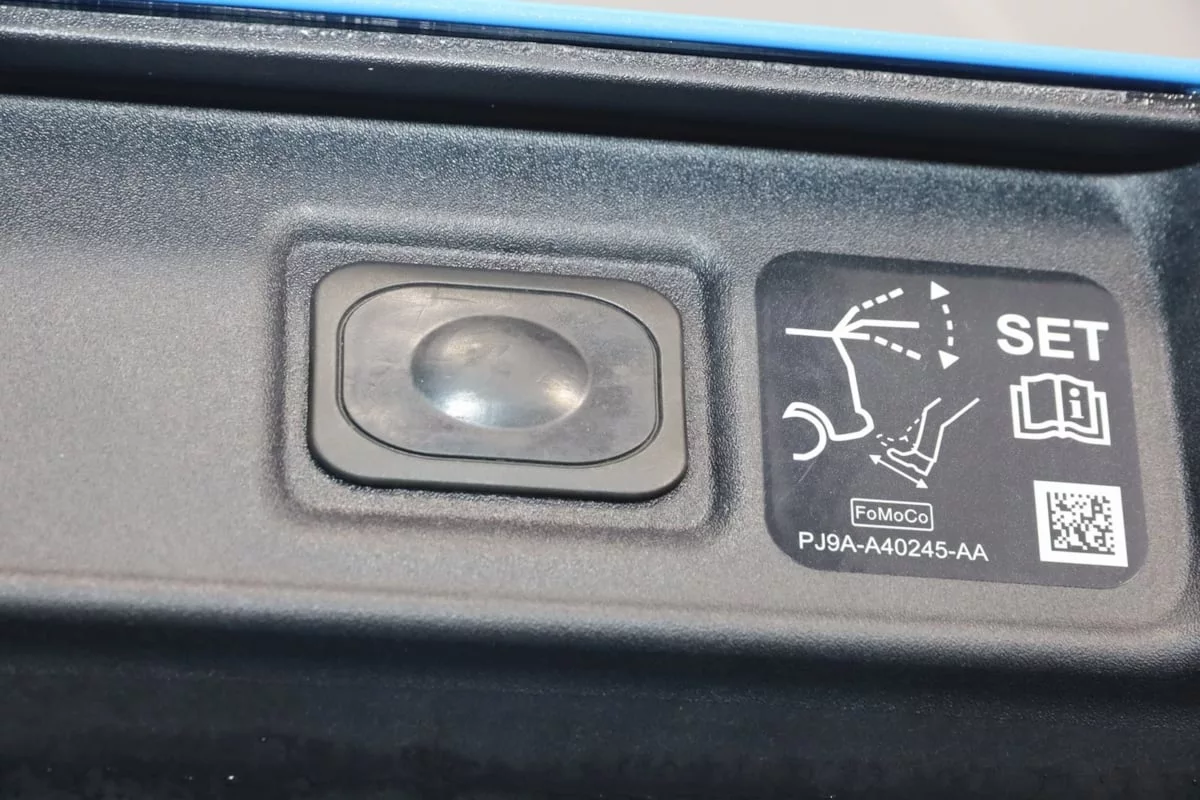 SET
i
FoMoCo
PJ9A-A40245-AA